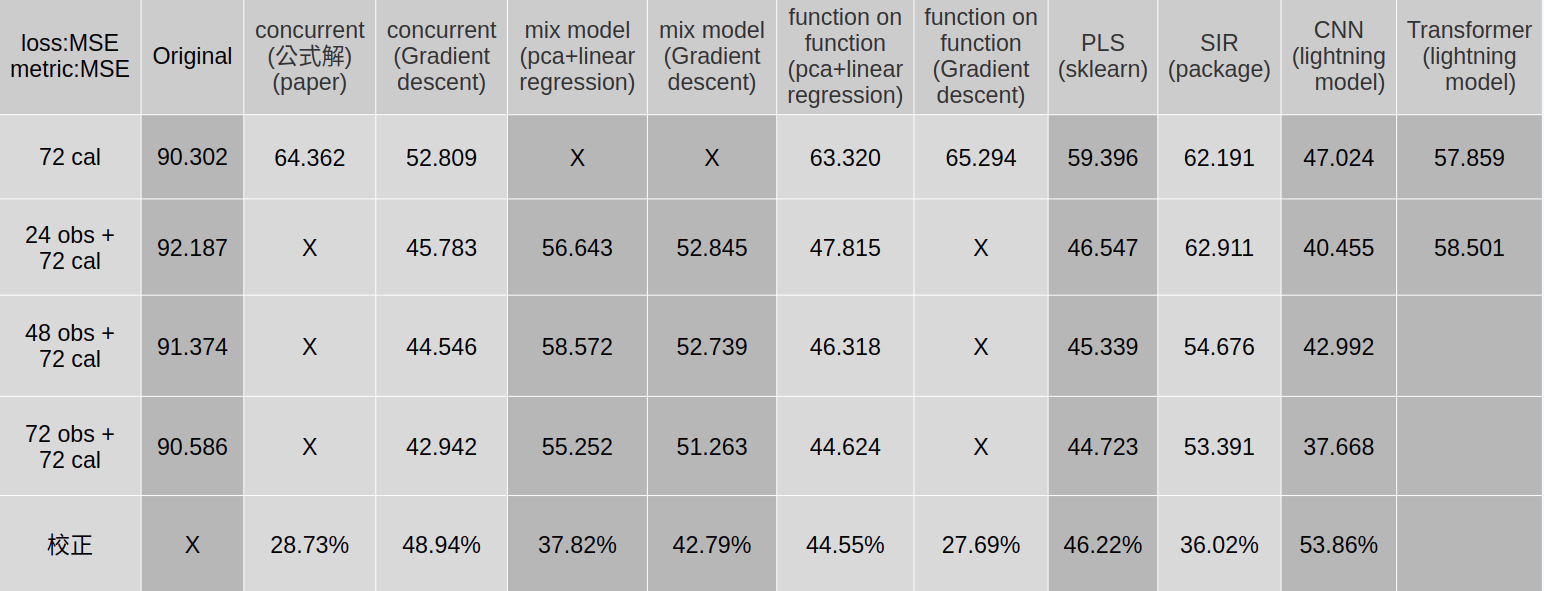 loss:MSE
metric:MSE
Original
concurrent
(公式解)
(paper)
concurrent
(Gradient
descent)
mix model
(pca+linear
regression)
mix model
(Gradient
descent)
function on
function
(pca+linear
regression)
function on
function
(Gradient
descent)
PLS
(sklearn)
SIR
(package)
CNN
(lightning
model)
Transformer
(lightning
model)
72 cal
90.302
64.362
52.809
X
X
63.320
65.294
59.396
62.191
47.024
57.859
24 obs +
72 cal
92.187
X
45.783
56.643
52.845
47.815
X
46.547
62.911
40.455
58.501
48 obs +
72 cal
91.374
X
44.546
58.572
52.739
46.318
X
45.339
54.676
42.992
72 obs +
72 cal
90.586
X
42.942
55.252
51.263
44.624
X
44.723
53.391
37.668
校正
X
28.73%
48.94%
37.82%
42.79%
44.55%
27.69%
46.22%
36.02%
53.86%